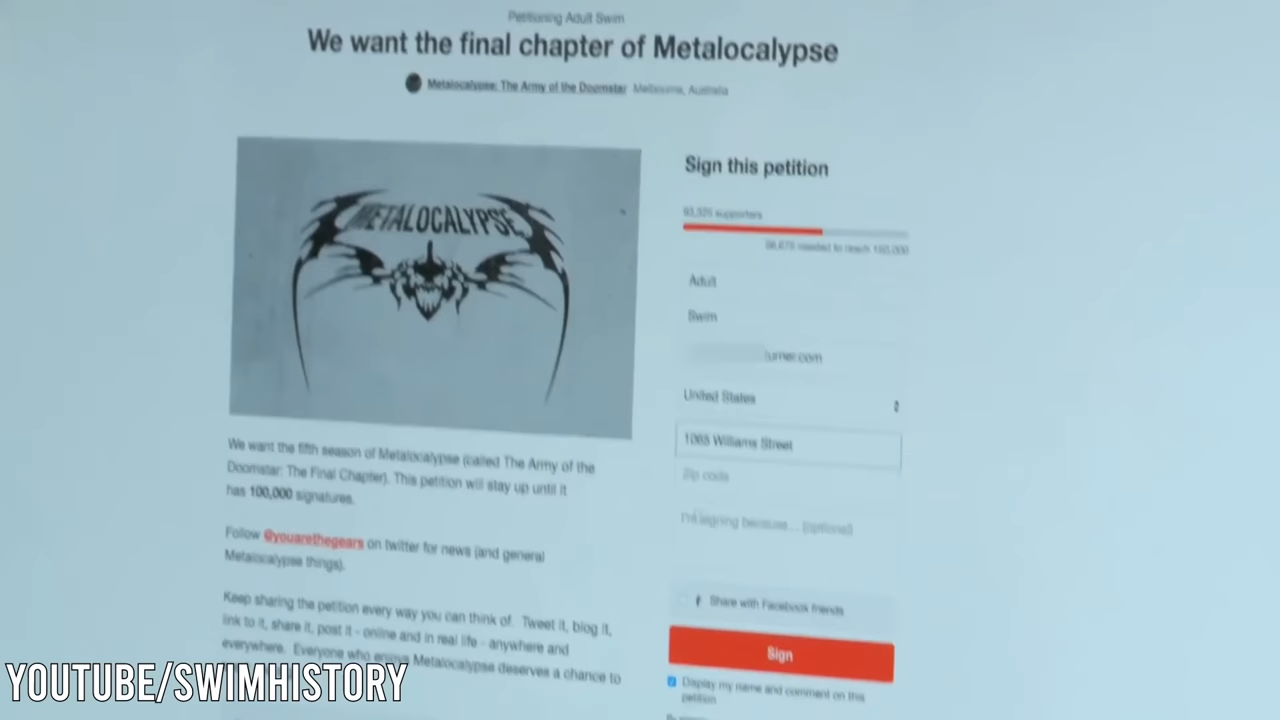 Petitioning Adult Swim
We want the final chapter of Metalocalypse
Metalocalypse: The Army of the Doomstar Melbourne, Australia
METALOCALYPSE
Sign this petition
supporters
needed to reach 150,000
Adult
Swim
turner.com
United States
1065 Williams Street
Zip code
I'm signing because... (optional)
Share with Facebook friends
Sign
Display my name and comment on this
petition
We want the fifth season of Metalocalypse (called The Army of the
Doomstar: The Final Chapter). This petition will stay up until it
has 100,000 signatures.
Follow @youarethegears on twitter for news (and general
Metalocalypse things).
Keep sharing the petition every way you can think of. Tweet it, blog it,
link to it, share it, post it - online and in real life - anywhere and
everywhere. Everyone who enjoys Metalocalypse deserves a chance to
YOUTUBE/SWIMHISTORY